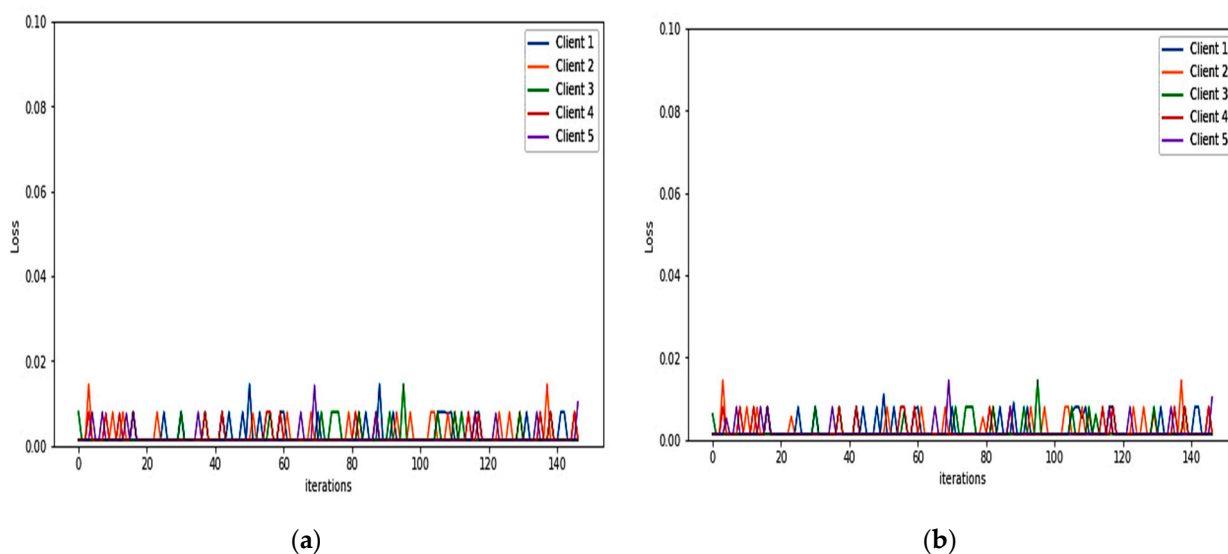 0.10
0.08
0.06
0.04
0.02
0.00
Loss
0 20 40 60 80 100 120 140
iterations
Client 1
Client 2
Client 3
Client 4
Client 5
(a)
0.10
0.08
0.06
0.04
0.02
0.00
Loss
0 20 40 60 80 100 120 140
iterations
Client 1
Client 2
Client 3
Client 4
Client 5
(b)